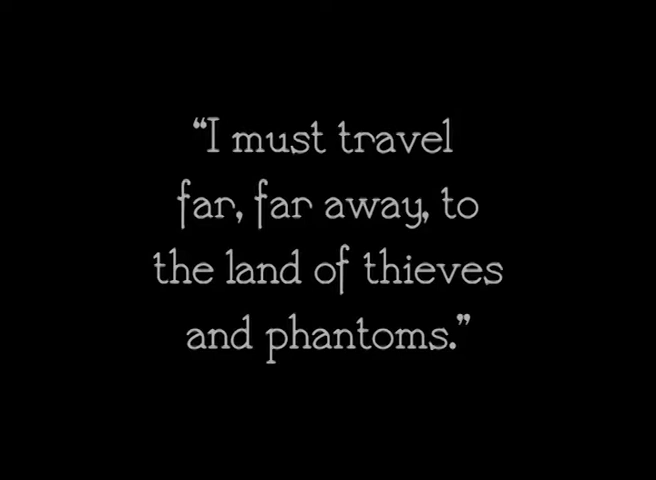 “I must travel
far, far away, to
the land of thieves
and phantoms.”